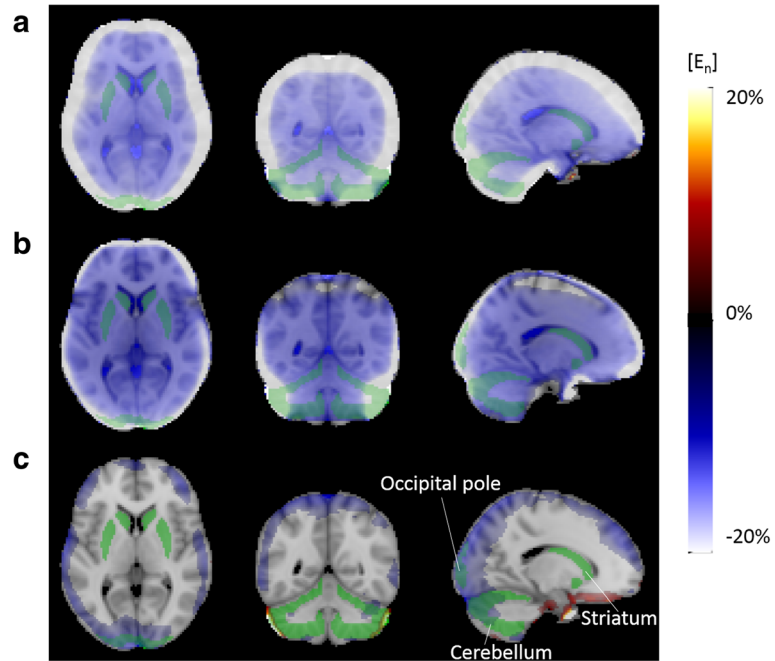 a
[En]
20%
b
0%
c
Occipital pole
-20%
Striatum
Cerebellum